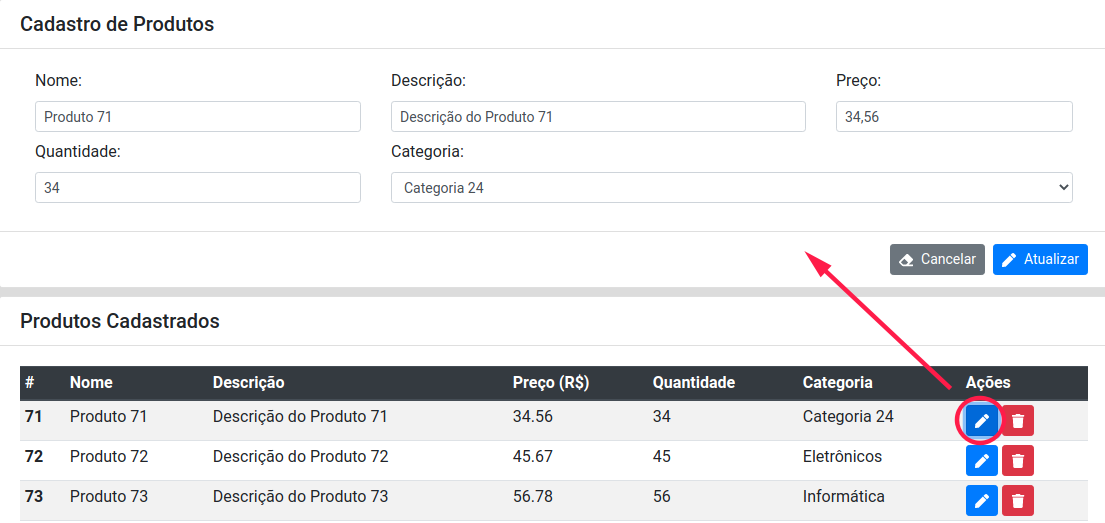 Cadastro de Produtos
Nome: Descrição: Preço:
Produto 71 Descrição do Produto 71 34,56
Quantidade: Categoria:
34 Categoria 24
Cancelar Atualizar
Produtos Cadastrados
# Nome Descrição Preço (R$) Quantidade Categoria Ações
71 Produto 71 Descrição do Produto 71 34.56 34 Categoria 24
72 Produto 72 Descrição do Produto 72 45.67 45 Eletrônicos
73 Produto 73 Descrição do Produto 73 56.78 56 Informática